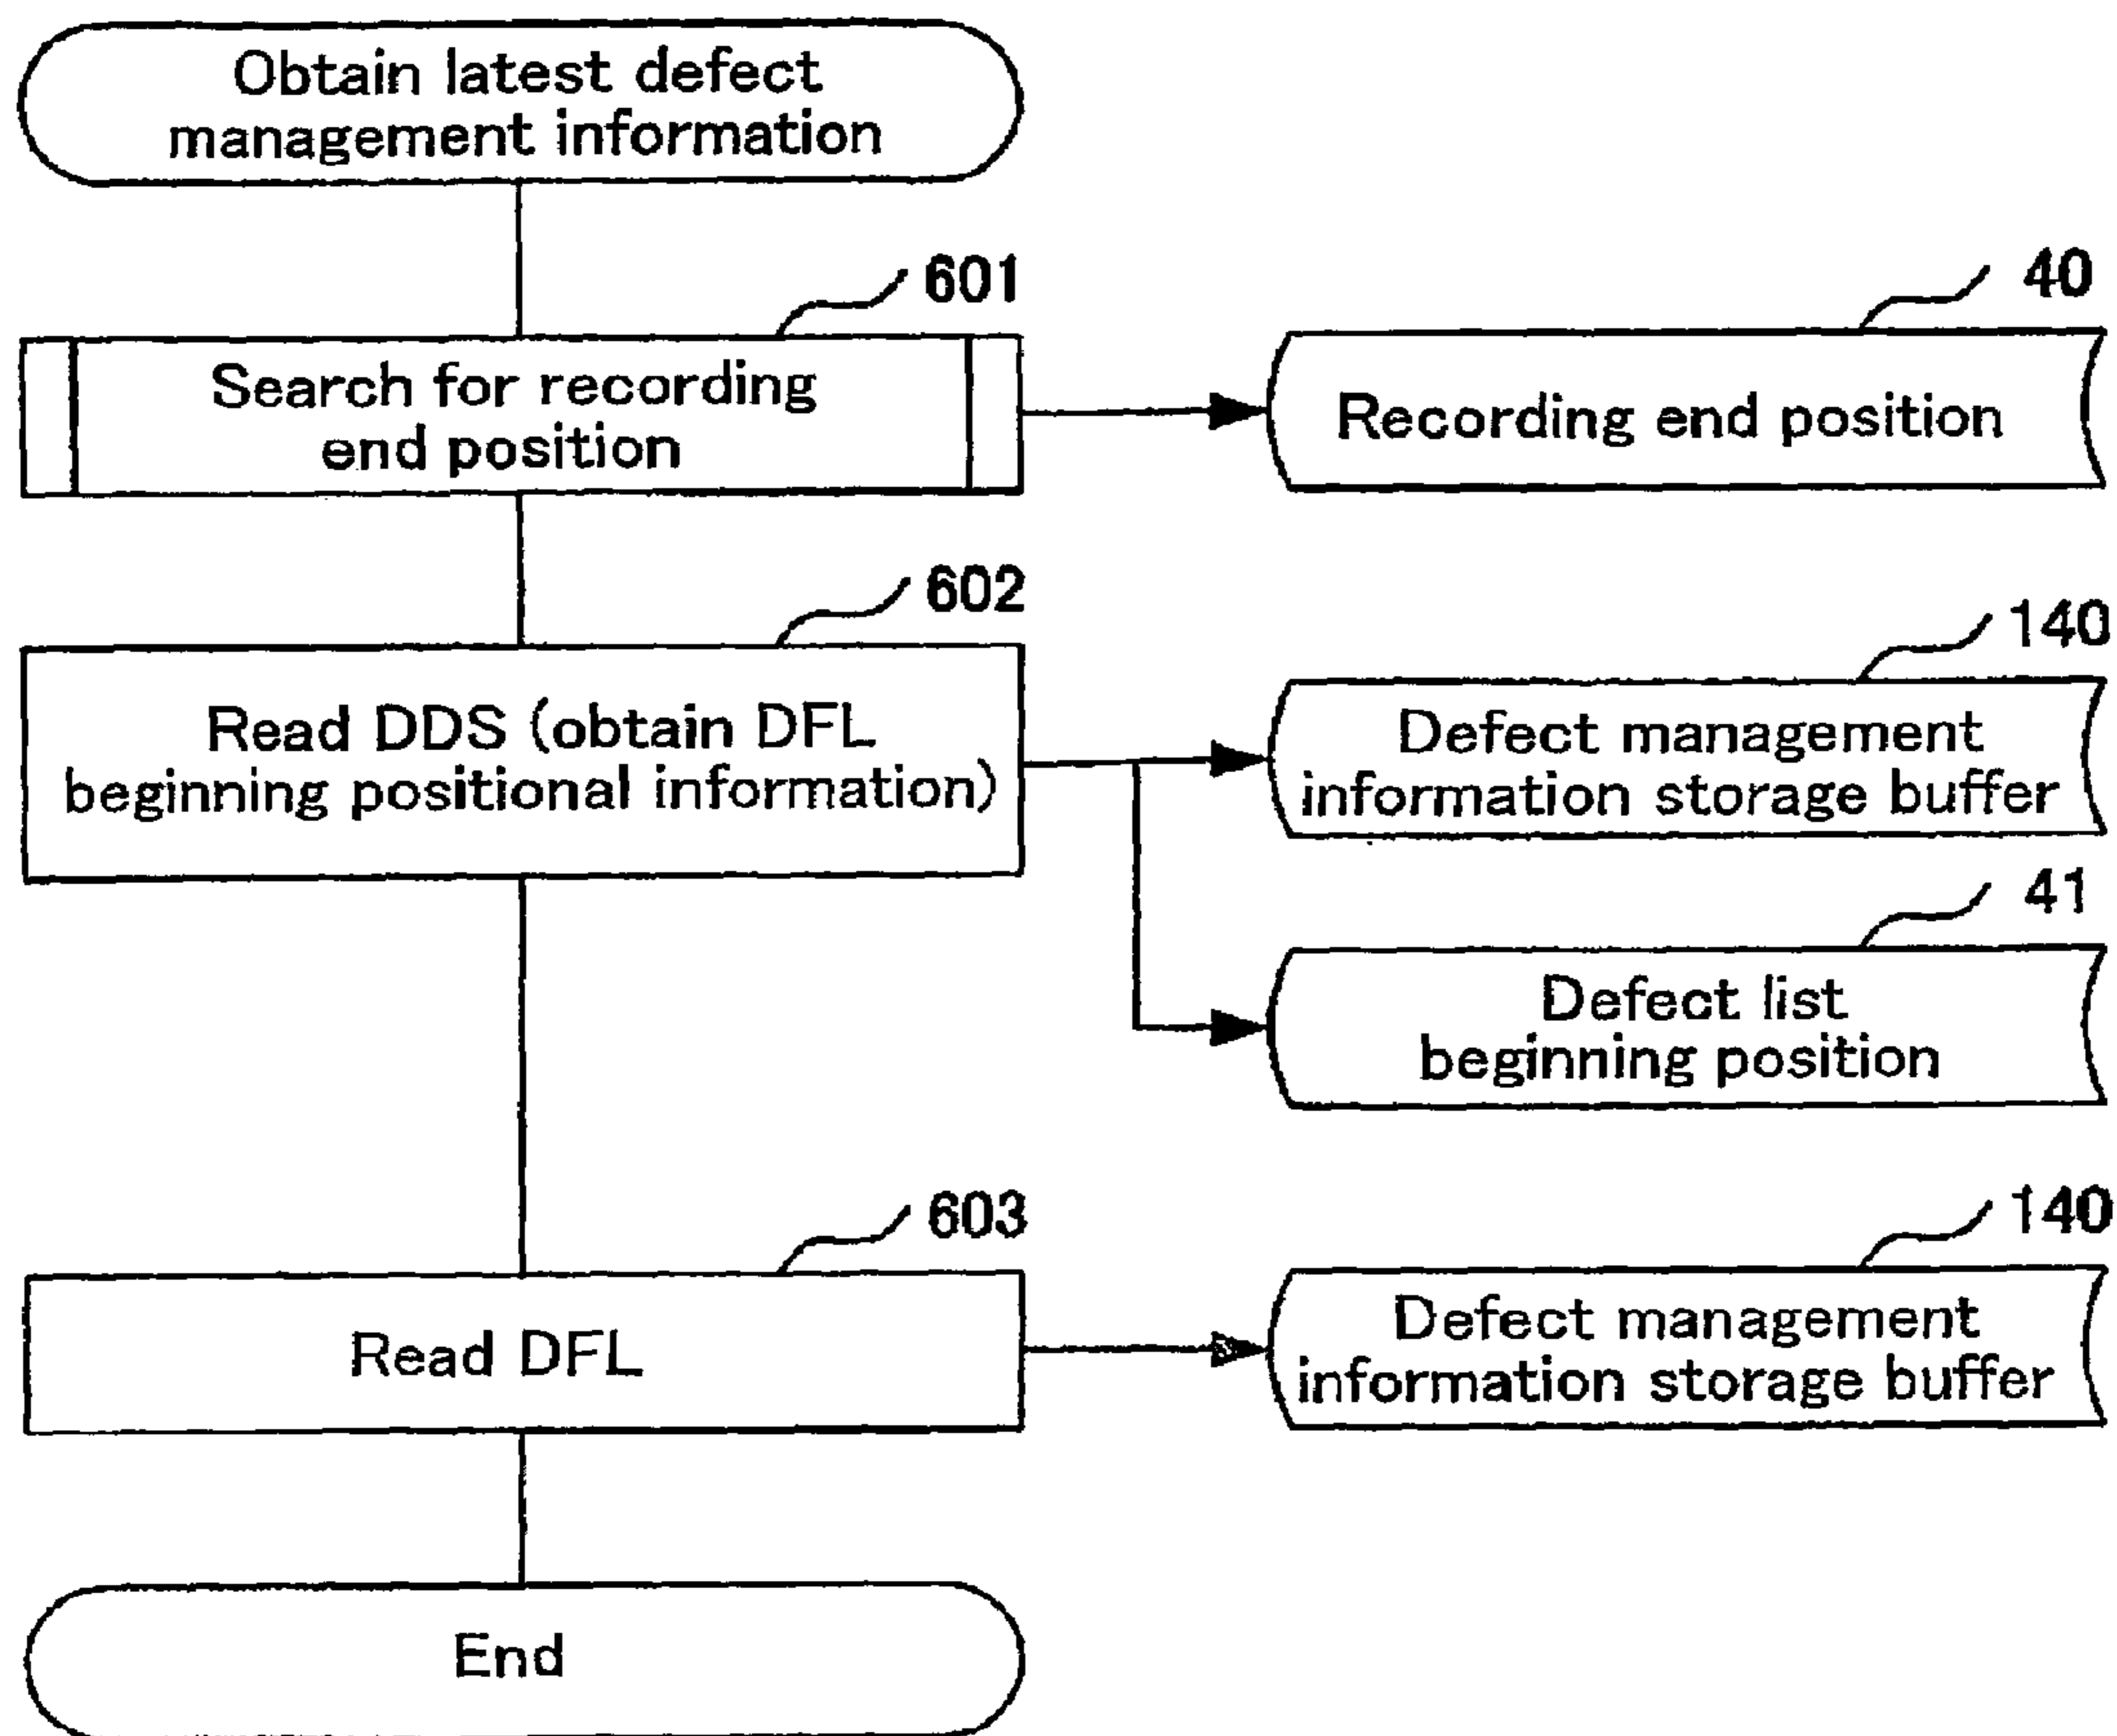 Obtain latest defect
management information
601
Search for recording
end position
40
Recording end position
602
Read DDS (obtain DFL
beginning positional information)
140
Defect management
information storage buffer
41
Defect list
beginning position
603
Read DFL
140
Defect management
information storage buffer
End